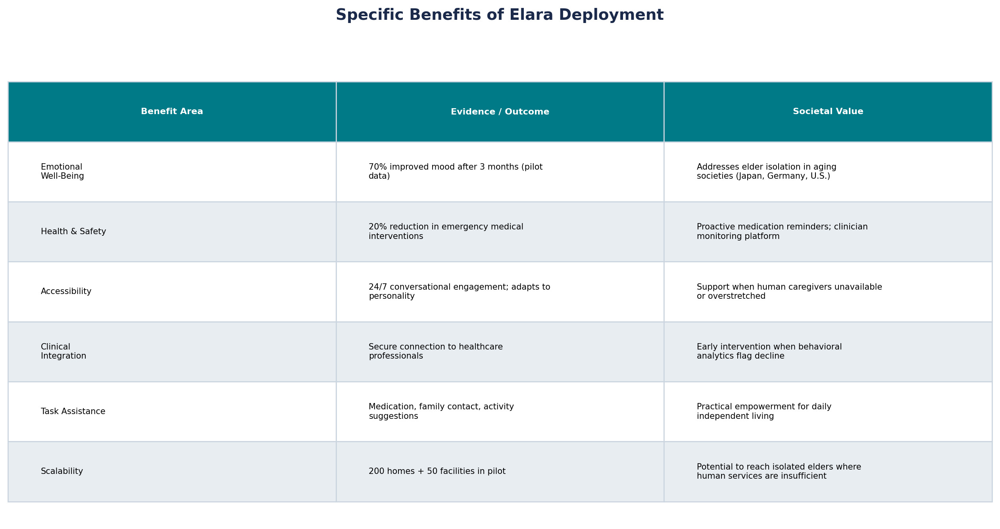 Specific Benefits of Elara Deployment
Benefit Area
Evidence / Outcome
Societal Value
Emotional
Well-Being
70% improved mood after 3 months (pilot
data)
Addresses elder isolation in aging
societies (Japan, Germany, U.S.)
Health & Safety
20% reduction in emergency medical
interventions
Proactive medication reminders; clinician
monitoring platform
Accessibility
24/7 conversational engagement; adapts to
personality
Support when human caregivers unavailable
or overstretched
Clinical
Integration
Secure connection to healthcare
professionals
Early intervention when behavioral
analytics flag decline
Task Assistance
Medication, family contact, activity
suggestions
Practical empowerment for daily
independent living
Scalability
200 homes + 50 facilities in pilot
Potential to reach isolated elders where
human services are insufficient